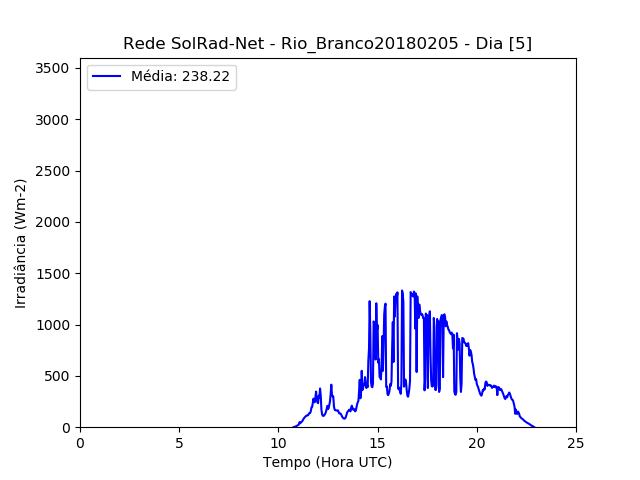 Rede SolRad-Net - Rio_Branco20180205 - Dia [5]
Média: 238.22
3500
3000
2500
2000
1500
1000
500
0
Irradiância (Wm-2)
0 5 10 15 20 25
Tempo (Hora UTC)